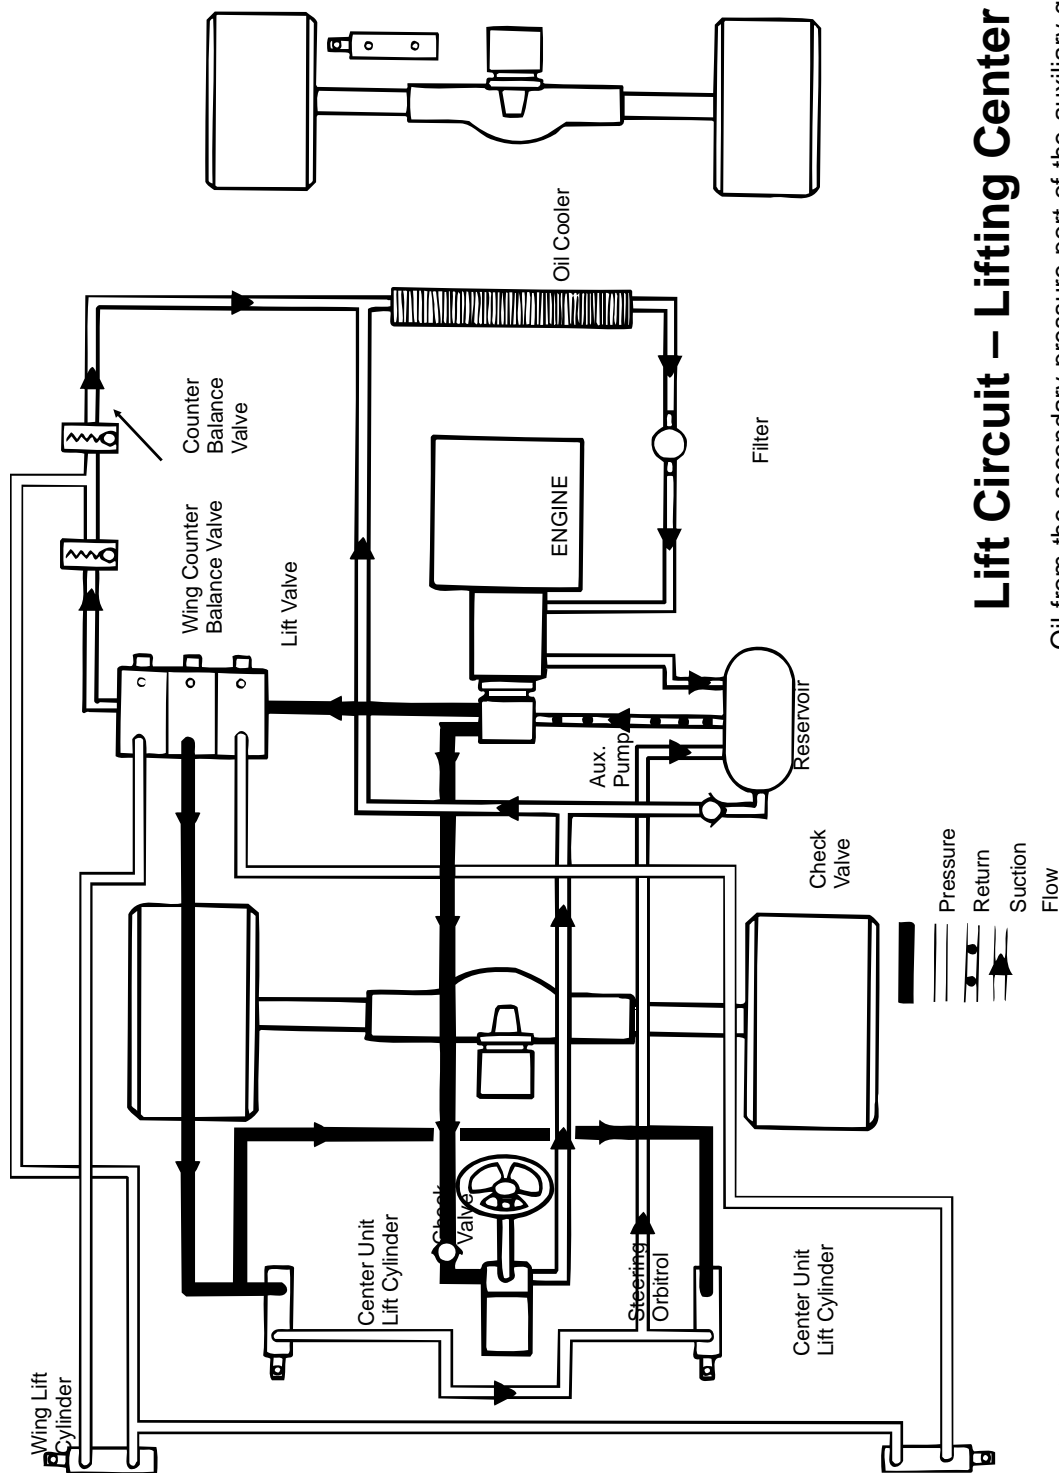 Wing Lift
Cylinder
Counter
Balance
Valve
Wing Counter
Balance Valve
Lift Valve
Center Unit
Lift Cylinder
Check
Valve
Oil Cooler
ENGINE
Aux.
Pump
Steering
Orbitrol
Filter
Reservoir
Center Unit
Lift Cylinder
Check
Valve
Pressure
Return
Suction
Flow
Lift Circuit – Lifting Center
Oil from the secondary pressure port of the auxiliary